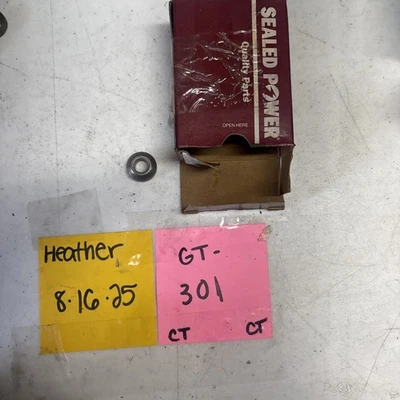 SEALED POWER
Quality Parts
OPEN HERE
Heather
8.16.25
GT-
301
CT CT